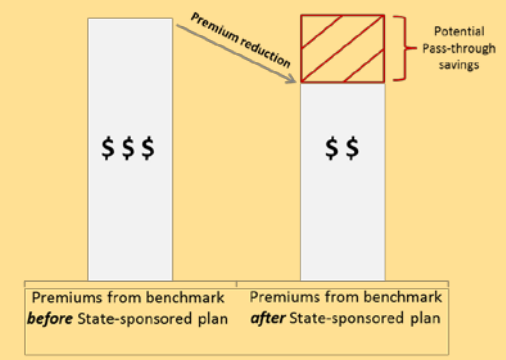 Premium reduction
Potential
Pass-through
savings
$ $ $
$ $
Premiums from benchmark
before State-sponsored plan
Premiums from benchmark
after State-sponsored plan